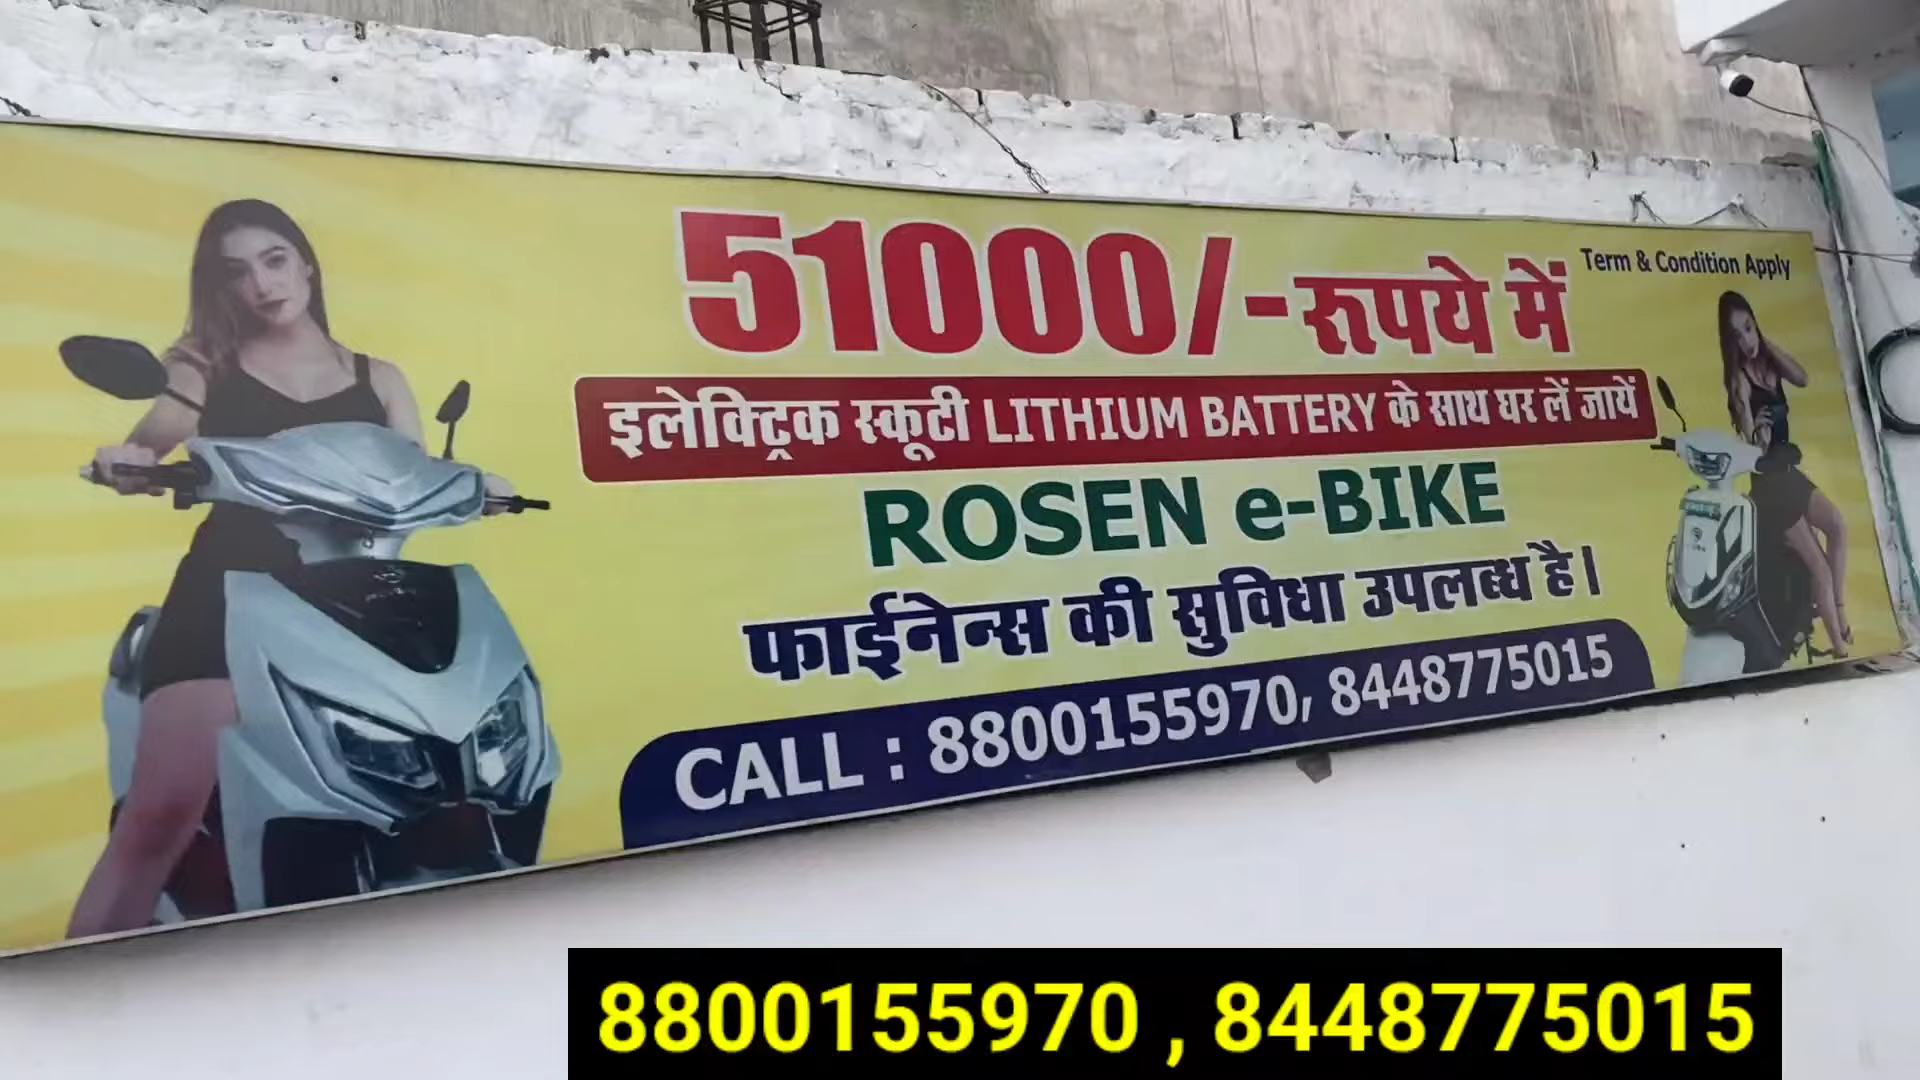 51000/-रूपये में
Term & Condition Apply
इलेक्ट्रिक स्कूटी LITHIUM BATTERY के साथ घर लें जायें
ROSEN e-BIKE
फाईनेन्स की सुविधा उपलब्ध है।
CALL : 8800155970, 8448775015
8800155970 , 8448775015